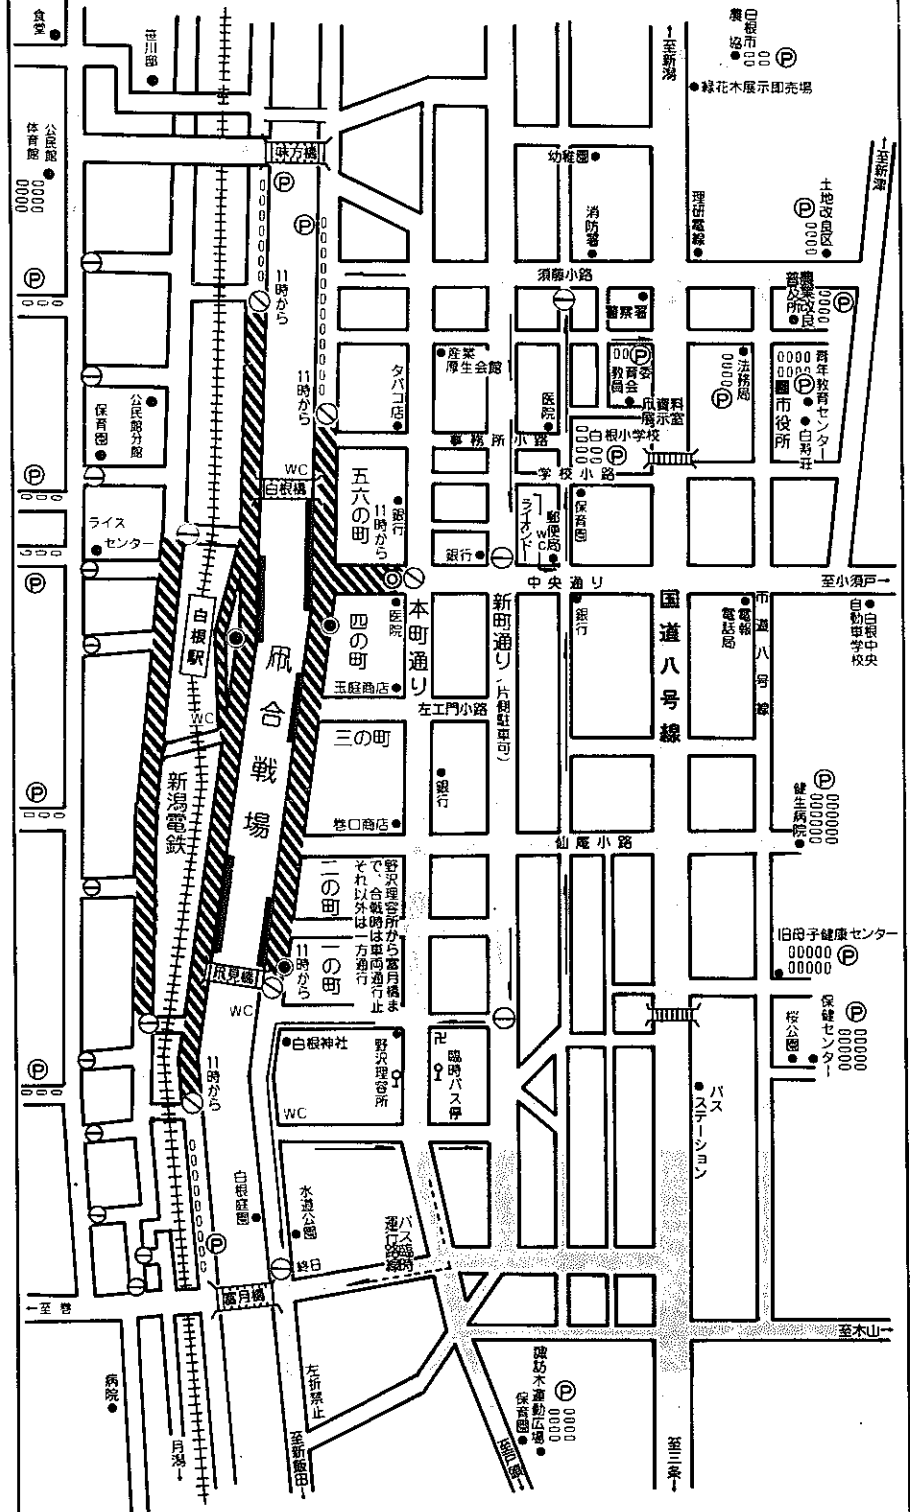 食堂
笹川邸
公民館
体育館
味方橋
至新潟
白根市
農協
緑花木展示即売場
幼稚園
消防署
理研電線
土地改良区
至新津
須藤小路
11時から
11時から
警察署
農業改良
普及所
産業
厚生会館
タバコ店
医院
教育委
員会
凧資料
展示室
法務局
青年教育センター
市役所
白寿荘
公民館分館
保育園
事務所小路
白根小学校
学校小路
WC
白根橋
五六の町
11時から
銀行
銀行
ライオンド
WC
郵便局
保育園
ライス
センター
中央通り
至小須戸
白根駅
WC
凧合戦場
医院
四の町
玉庭商店
本町通り
新町通り(片側駐車可)
銀行
国道八号線
電報
電話局
市道八号線
白根中央
自動車学校
左エ門小路
新潟電鉄
三の町
巻口商店
銀行
健生病院
仙庵小路
二の町
野沢理容所から富月橋ま
で、合戦時は車両通行止
それ以外は一方通行
一の町
11時から
凧見橋
WC
旧母子健康センター
保健センター
桜公園
白根神社
野沢理容所
卍
臨時バス停
11時から
WC
バス
ステーション
白根庭園
水道公園
バス臨時
運行路線
終日
富月橋
至巻
至木山
病院
左折禁止
諏訪木運動広場
保育園
月潟
至新飯田
至戸頭
至三条
P